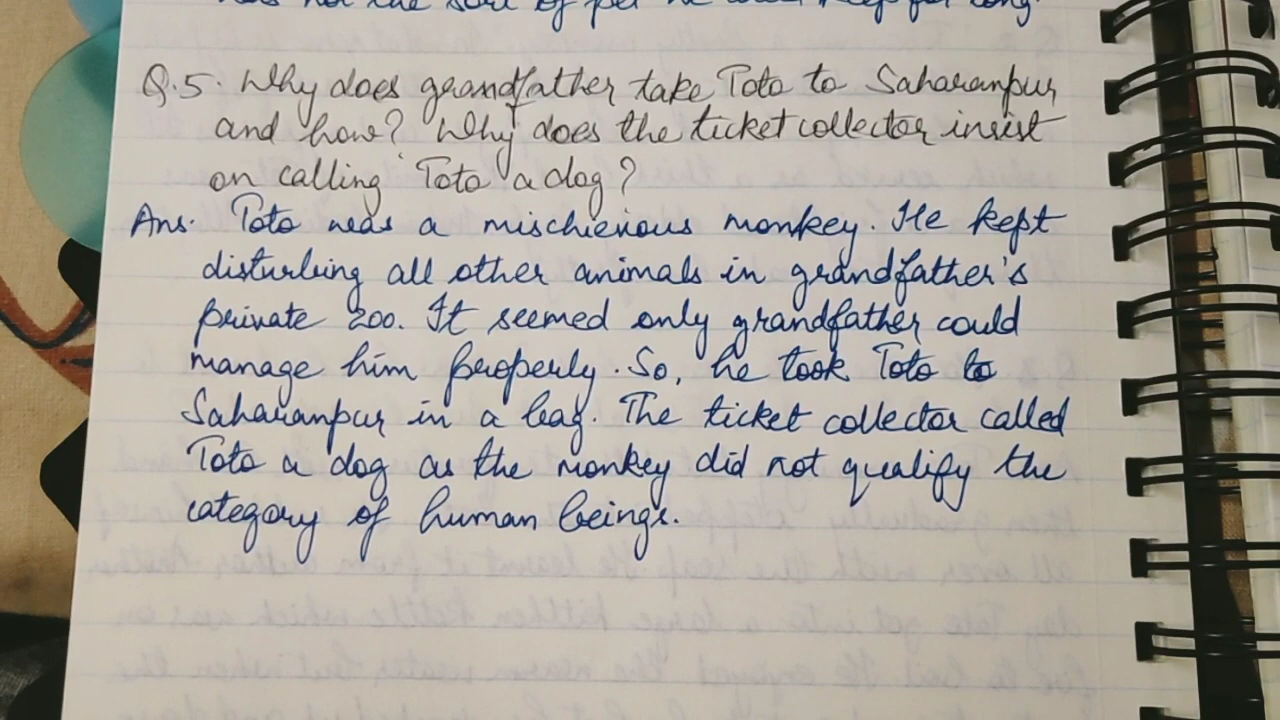 Q.5. Why does grandfather take Toto to Saharanpur
and how? Why does the ticket collector insist
on calling Toto a dog?
Ans. Toto was a mischievous monkey. He kept
disturbing all other animals in grandfather's
private zoo. It seemed only grandfather could
manage him properly. So, he took Toto to
Saharanpur in a bag. The ticket collector called
Toto a dog as the monkey did not qualify the
category of human beings.